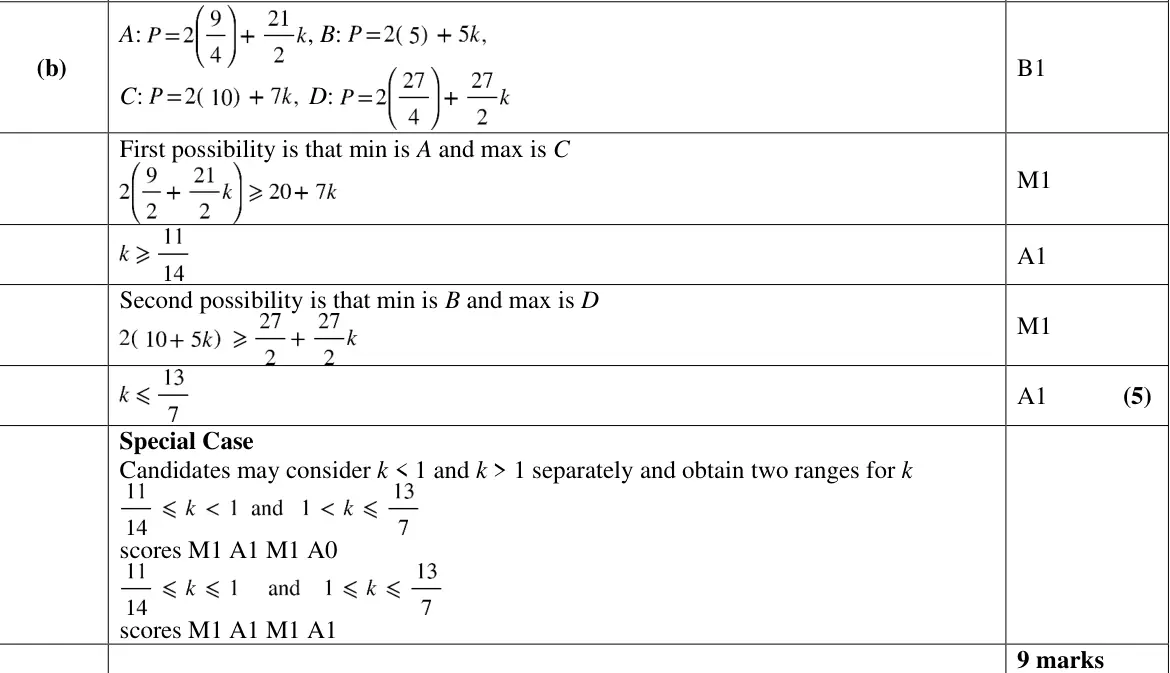 (b) A: P = 2(9/4) + 21/2 k, B: P = 2( 5) + 5k, B1
C: P = 2( 10) + 7k, D: P = 2(27/4) + 27/2 k
First possibility is that min is A and max is C
2(9/2 + 21/2 k) ⩾ 20 + 7k M1
k ⩾ 11/14 A1
Second possibility is that min is B and max is D
2( 10 + 5k) ⩾ 27/2 + 27/2 k M1
k ⩽ 13/7 A1 (5)
Special Case
Candidates may consider k < 1 and k > 1 separately and obtain two ranges for k
11/14 ⩽ k < 1 and 1 < k ⩽ 13/7
scores M1 A1 M1 A0
11/14 ⩽ k ⩽ 1 and 1 ⩽ k ⩽ 13/7
scores M1 A1 M1 A1
9 marks